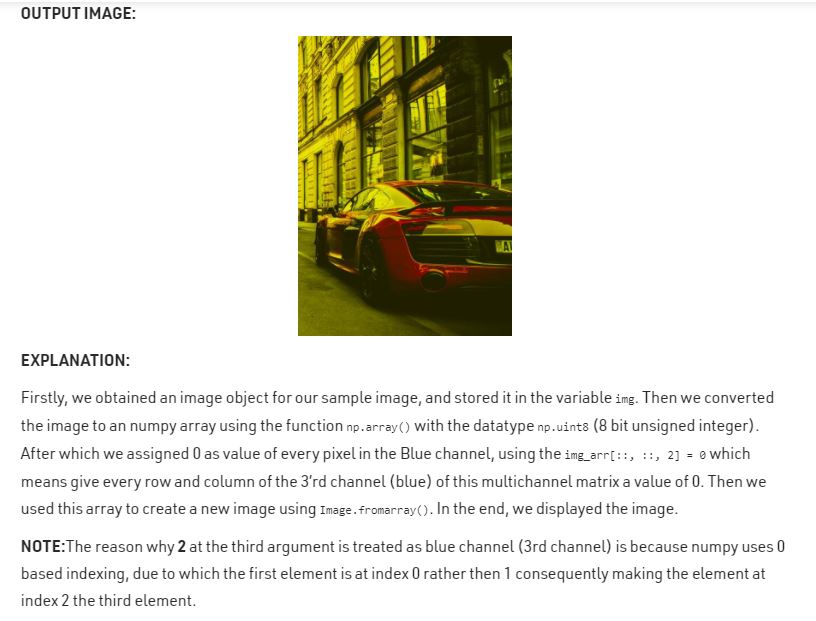 OUTPUT IMAGE:
A
EXPLANATION:
Firstly, we obtained an image object for our sample image, and stored it in the variable img. Then we converted
the image to an numpy array using the function np.array() with the datatype np.uint8 (8 bit unsigned integer).
After which we assigned 0 as value of every pixel in the Blue channel, using the img_arr[::, ::, 2] = 0 which
means give every row and column of the 3'rd channel (blue) of this multichannel matrix a value of 0. Then we
used this array to create a new image using Image.fromarray(). In the end, we displayed the image.
NOTE:The reason why 2 at the third argument is treated as blue channel (3rd channel) is because numpy uses 0
based indexing, due to which the first element is at index 0 rather then 1 consequently making the element at
index 2 the third element.